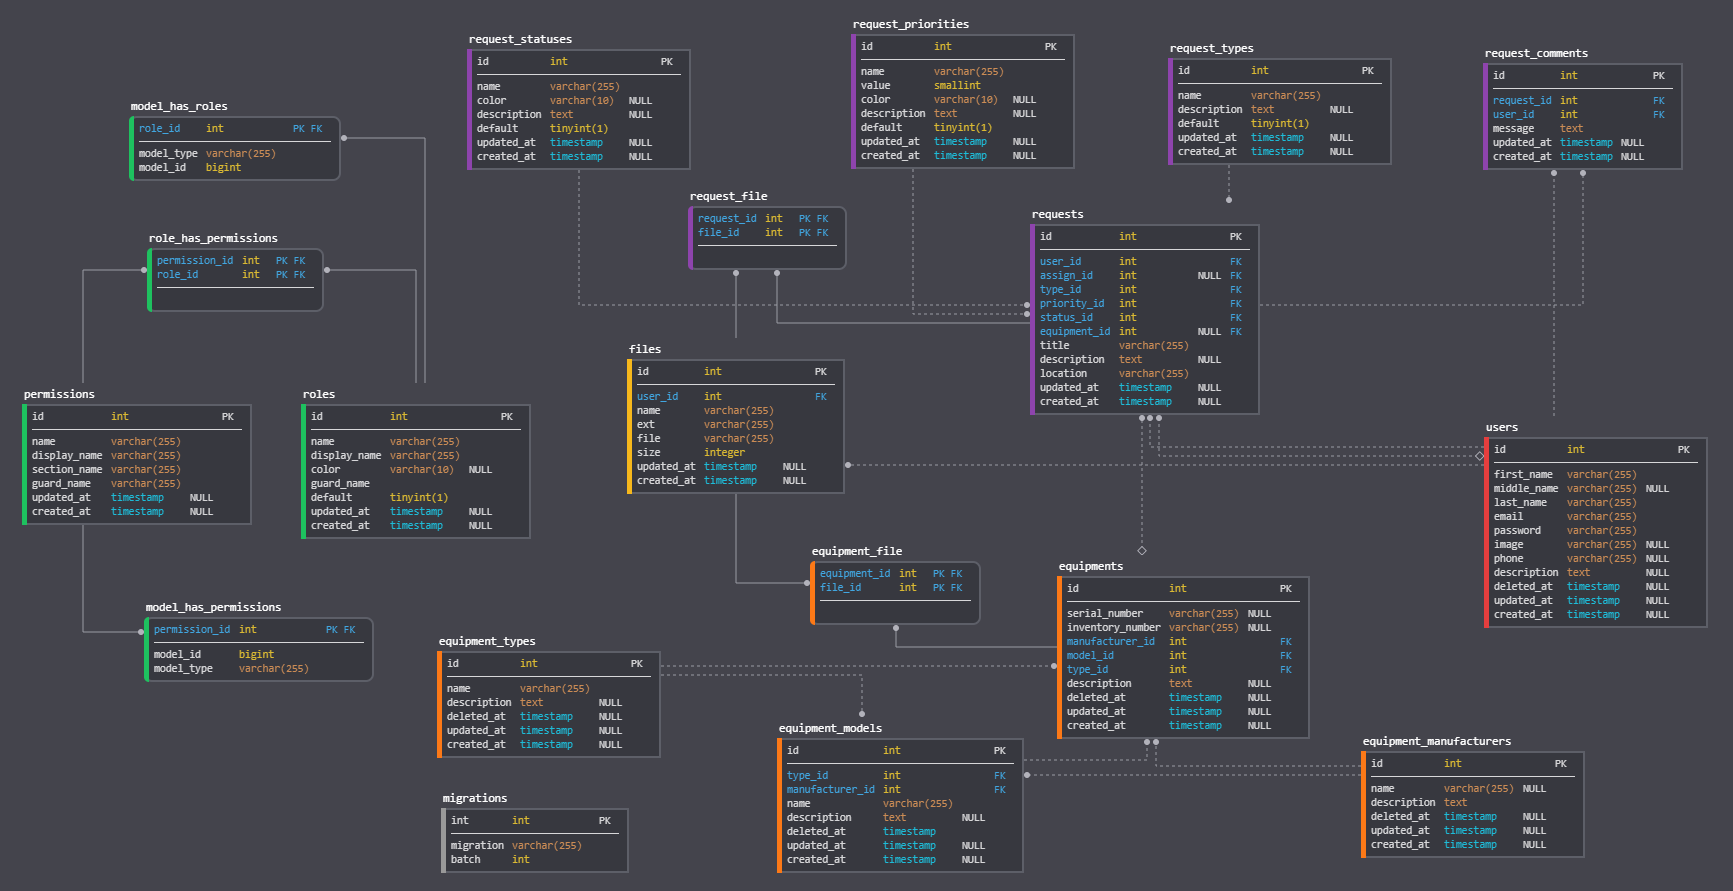 request_statuses
id int PK
name varchar(255)
color varchar(10) NULL
description text NULL
default tinyint(1)
updated_at timestamp NULL
created_at timestamp NULL
request_priorities
id int PK
name varchar(255)
value smallint
color varchar(10) NULL
description text NULL
default tinyint(1)
updated_at timestamp NULL
created_at timestamp NULL
request_types
id int PK
name varchar(255)
description text NULL
default tinyint(1)
updated_at timestamp NULL
created_at timestamp NULL
request_comments
id int PK
request_id int FK
user_id int FK
message text
updated_at timestamp NULL
created_at timestamp NULL
model_has_roles
role_id int PK FK
model_type varchar(255)
model_id bigint
request_file
request_id int PK FK
file_id int PK FK
requests
id int PK
user_id int FK
assign_id int NULL FK
type_id int FK
priority_id int FK
status_id int FK
equipment_id int NULL FK
title varchar(255)
description text NULL
location varchar(255)
updated_at timestamp NULL
created_at timestamp NULL
role_has_permissions
permission_id int PK FK
role_id int PK FK
files
id int PK
user_id int FK
name varchar(255)
ext varchar(255)
file varchar(255)
size integer
updated_at timestamp NULL
created_at timestamp NULL
permissions
id int PK
name varchar(255)
display_name varchar(255)
section_name varchar(255)
guard_name varchar(255)
updated_at timestamp NULL
created_at timestamp NULL
roles
id int PK
name varchar(255)
display_name varchar(255)
color varchar(10) NULL
guard_name
default tinyint(1)
updated_at timestamp NULL
created_at timestamp NULL
users
id int PK
first_name varchar(255)
middle_name varchar(255) NULL
last_name varchar(255)
email varchar(255)
password varchar(255)
image varchar(255) NULL
phone varchar(255) NULL
description text NULL
deleted_at timestamp NULL
updated_at timestamp NULL
created_at timestamp NULL
equipment_file
equipment_id int PK FK
file_id int PK FK
equipments
id int PK
serial_number varchar(255) NULL
inventory_number varchar(255) NULL
manufacturer_id int FK
model_id int FK
type_id int FK
description text NULL
deleted_at timestamp NULL
updated_at timestamp NULL
created_at timestamp NULL
model_has_permissions
permission_id int PK FK
model_id bigint
model_type varchar(255)
equipment_types
id int PK
name varchar(255)
description text NULL
deleted_at timestamp NULL
updated_at timestamp NULL
created_at timestamp NULL
equipment_models
id int PK
type_id int FK
manufacturer_id int FK
name varchar(255)
description text NULL
deleted_at timestamp
updated_at timestamp NULL
created_at timestamp NULL
equipment_manufacturers
id int PK
name varchar(255) NULL
description text
deleted_at timestamp NULL
updated_at timestamp NULL
created_at timestamp NULL
migrations
int int PK
migration varchar(255)
batch int